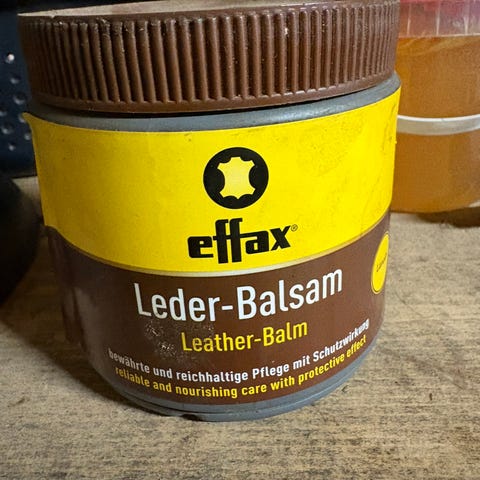 effax®
Leder-Balsam
Leather-Balm
bewährte und reichhaltige Pflege mit Schutzwirkung
reliable and nourishing care with protective effect